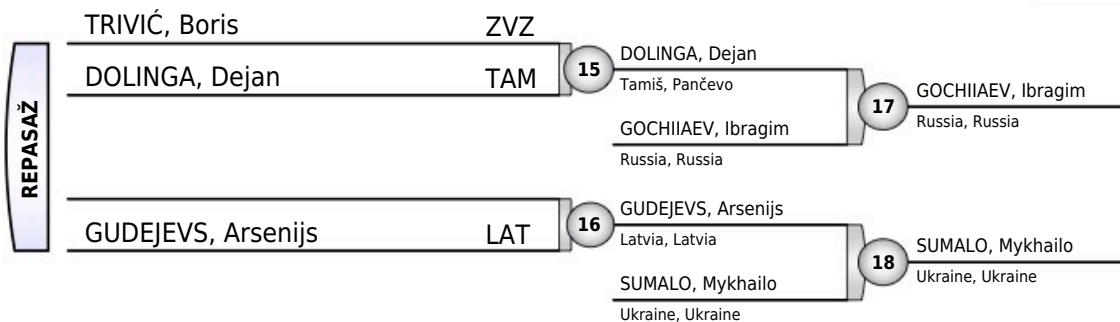 REPASAŽ
TRIVIĆ, Boris ZVZ
DOLINGA, Dejan TAM
15
DOLINGA, Dejan
Tamiš, Pančevo
GOCHIIAEV, Ibragim
Russia, Russia
17
GOCHIIAEV, Ibragim
Russia, Russia
GUDEJEVS, Arsenijs LAT
16
GUDEJEVS, Arsenijs
Latvia, Latvia
SUMALO, Mykhailo
Ukraine, Ukraine
18
SUMALO, Mykhailo
Ukraine, Ukraine